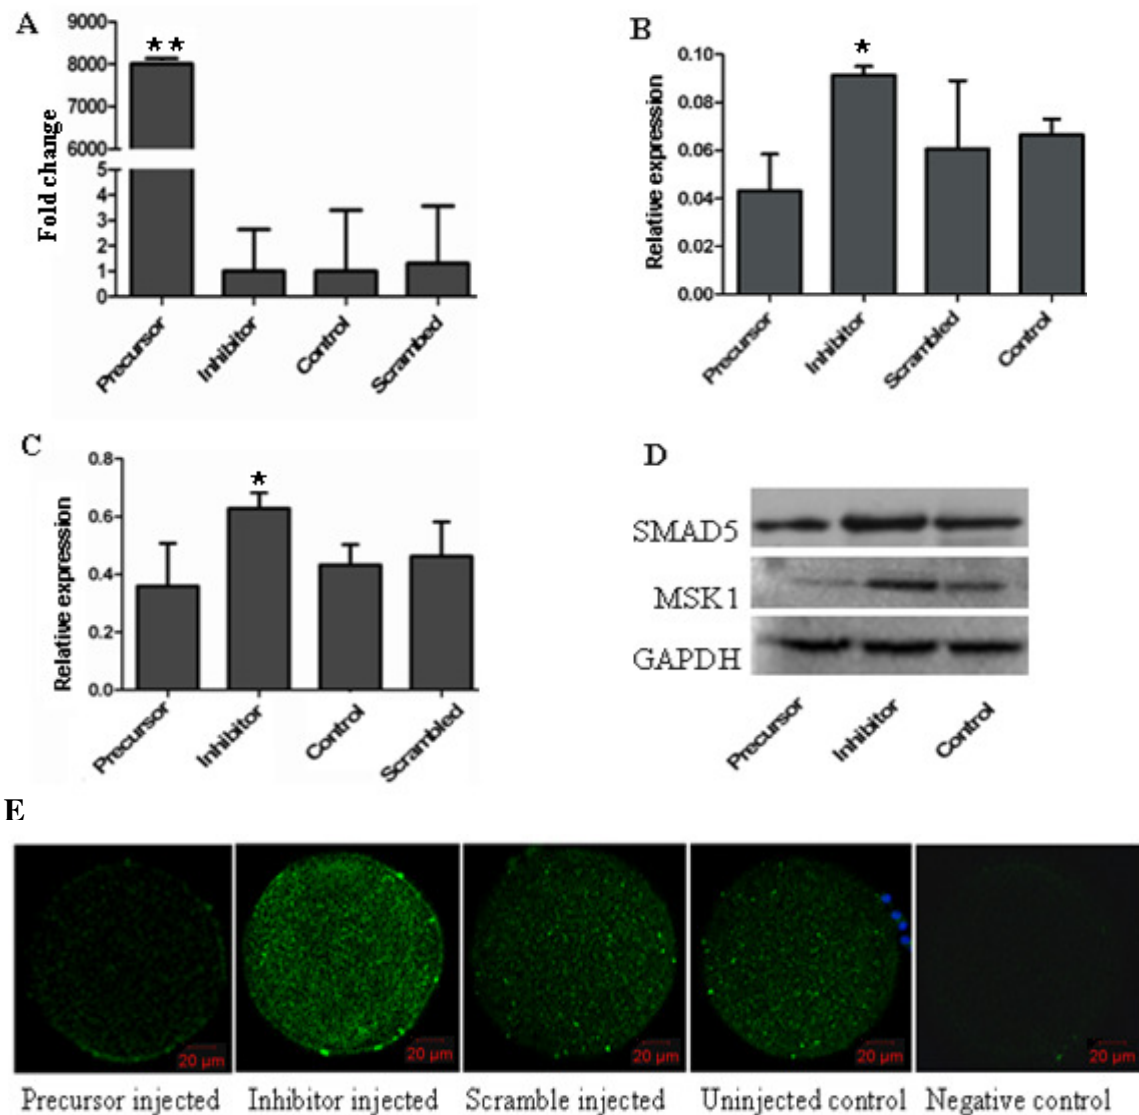 A
Fold change
9000
8000
7000
6000
5
4
3
2
1
0
**
Precursor
Inhibitor
Control
Scrambed
B
Relative expression
0.10
0.08
0.06
0.04
0.02
0.00
*
Precursor
Inhibitor
Scrambled
Control
C
Relative expression
0.8
0.6
0.4
0.2
0.0
*
Precursor
Inhibitor
Control
Scrambled
D
SMAD5
MSK1
GAPDH
Precursor
Inhibitor
Control
E
20 µm
20 µm
20 µm
20 µm
20 µm
Precursor injected
Inhibitor injected
Scramble injected
Uninjected control
Negative control